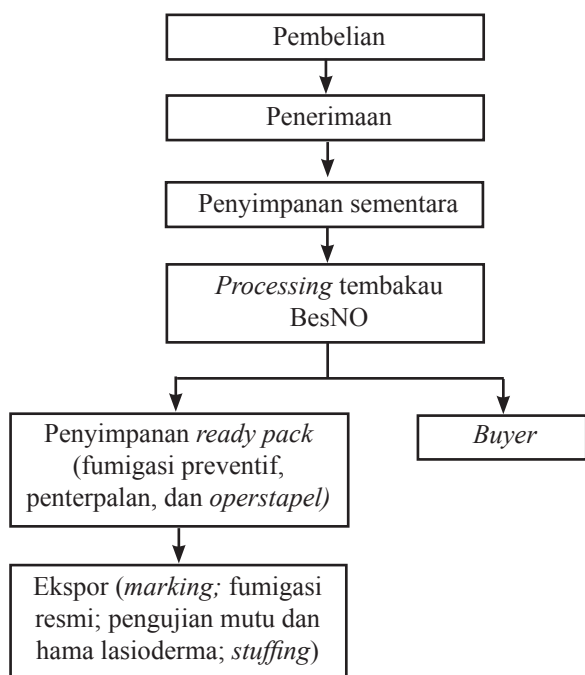 Pembelian
Penerimaan
Penyimpanan sementara
Processing tembakau
BesNO
Penyimpanan ready pack
(fumigasi preventif,
penterpalan, dan operstapel)
Buyer
Ekspor (marking; fumigasi
resmi; pengujian mutu dan
hama lasioderma; stuffing)